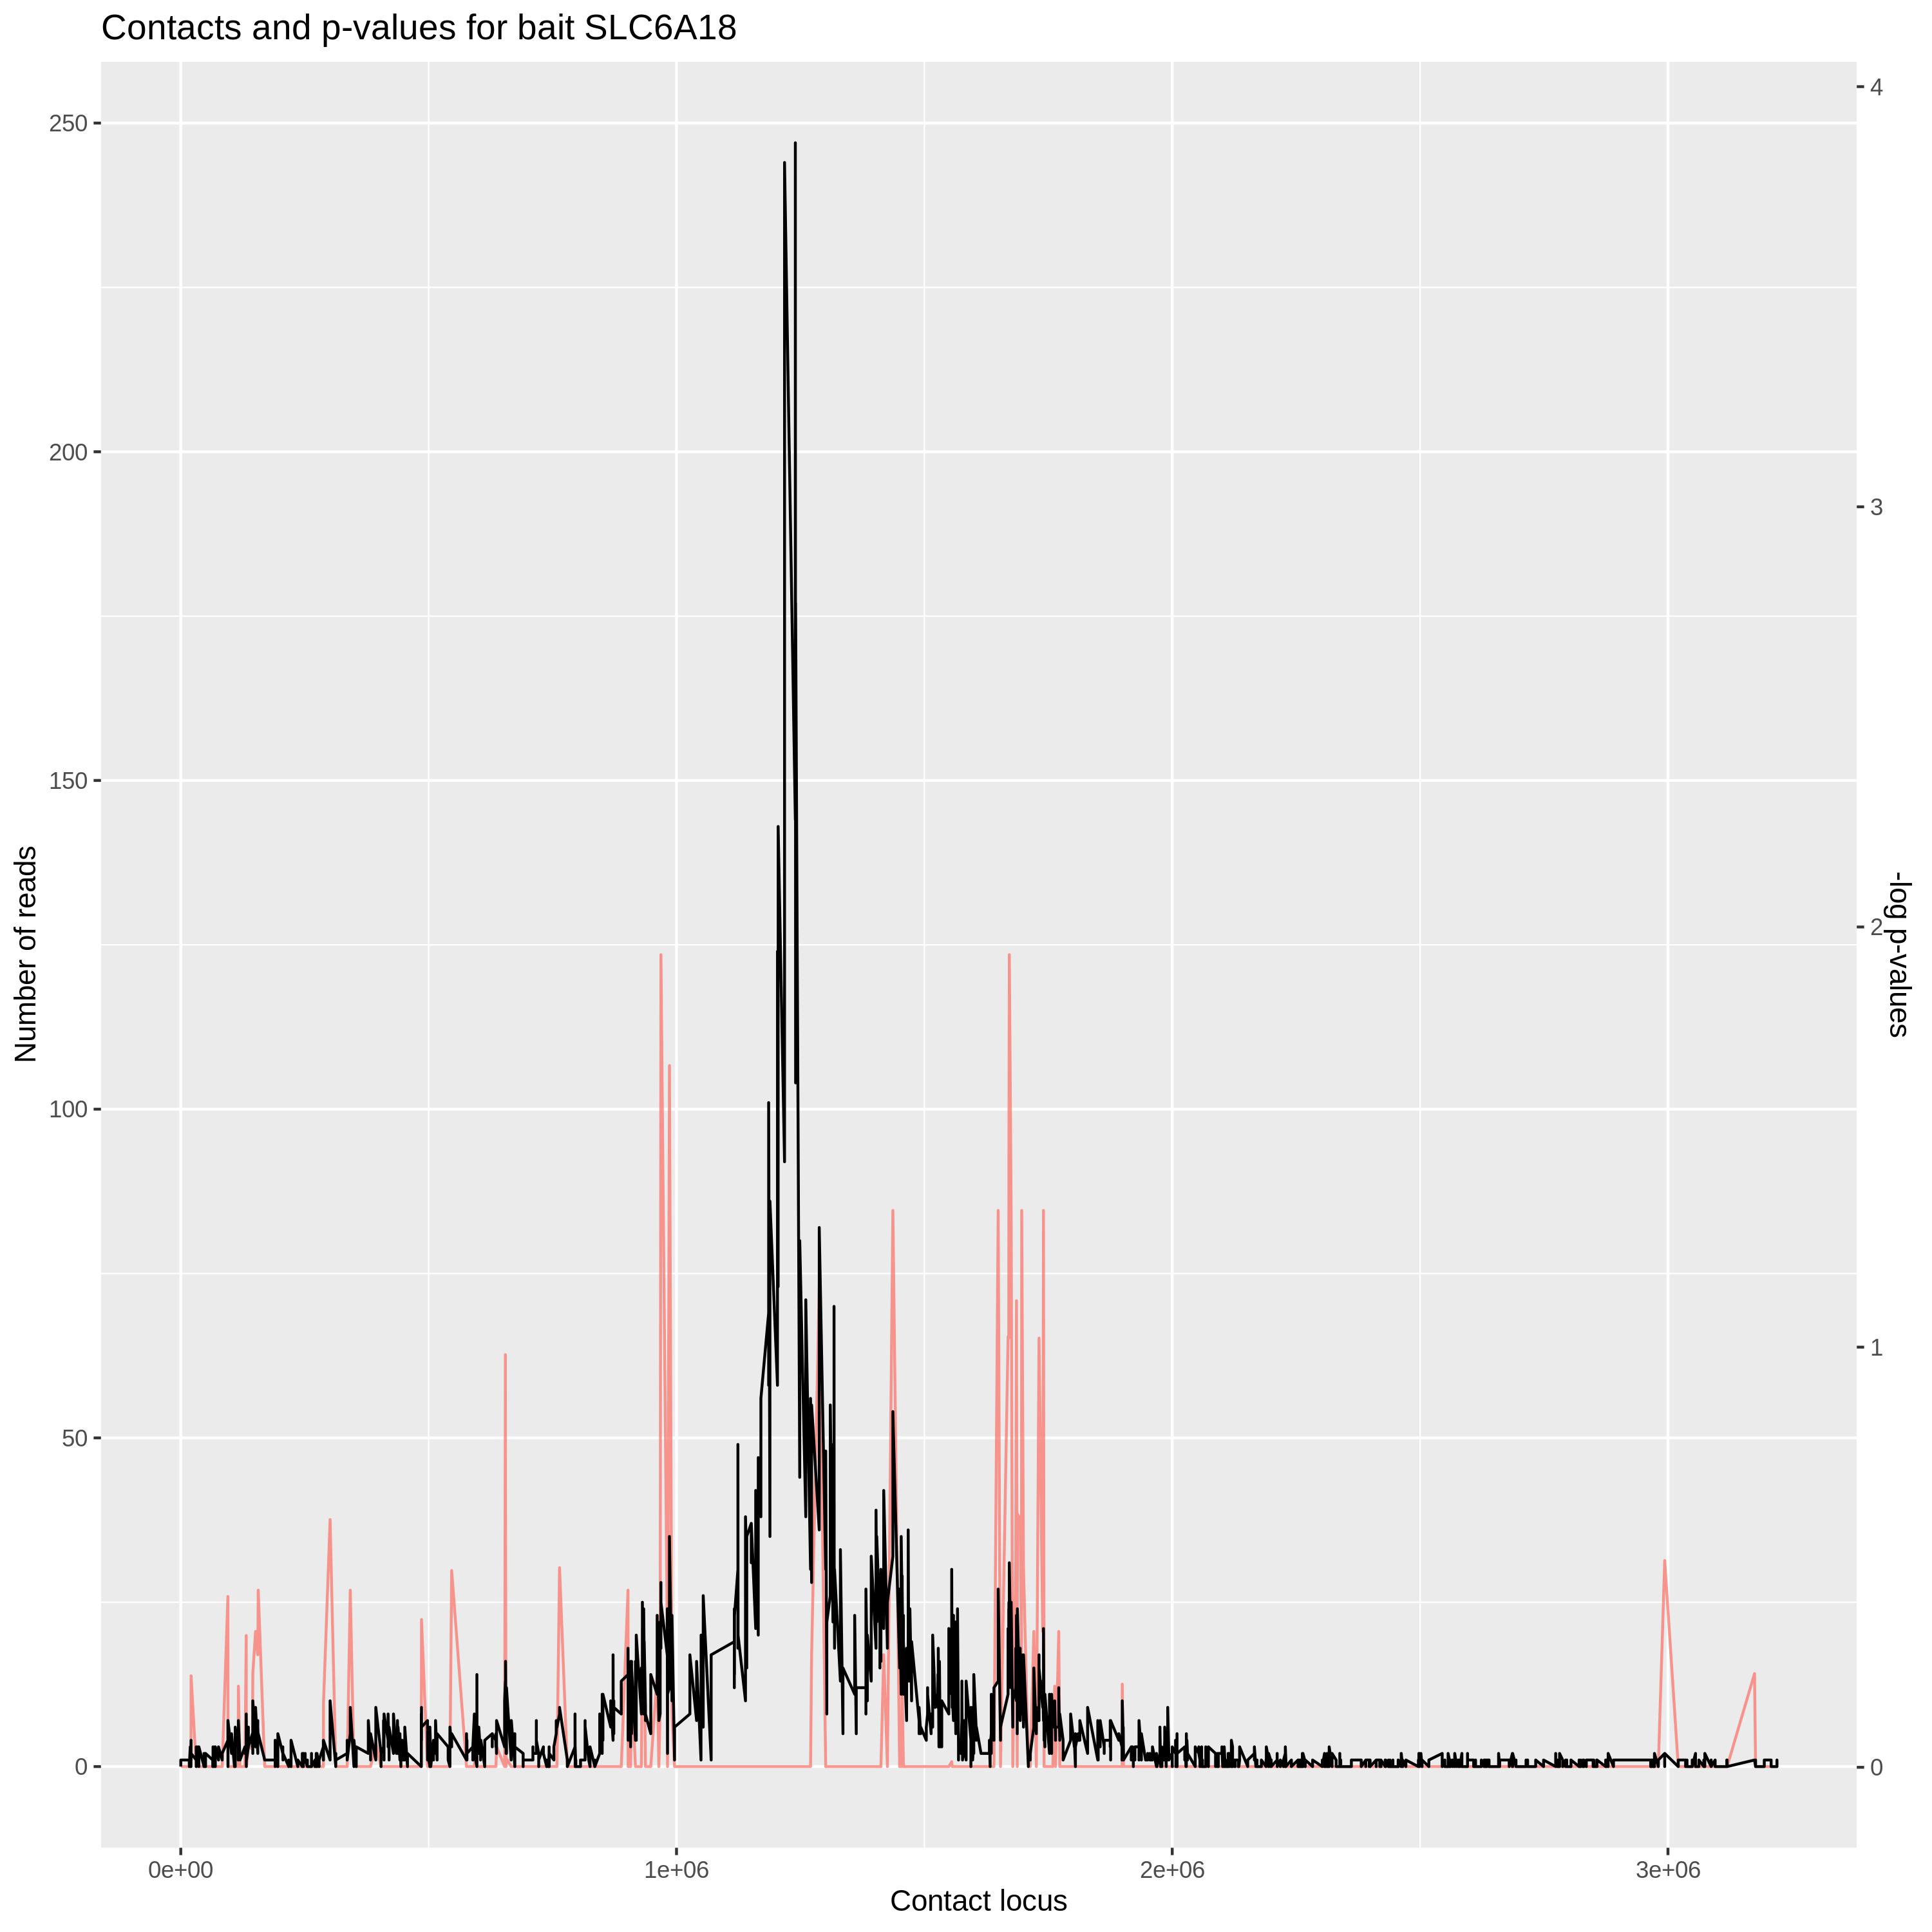 Contacts and p-values for bait SLC6A18
250
200
150
100
50
0
Number of reads
4
3
2
1
0
-log p-values
0e+00 1e+06 2e+06 3e+06
Contact locus